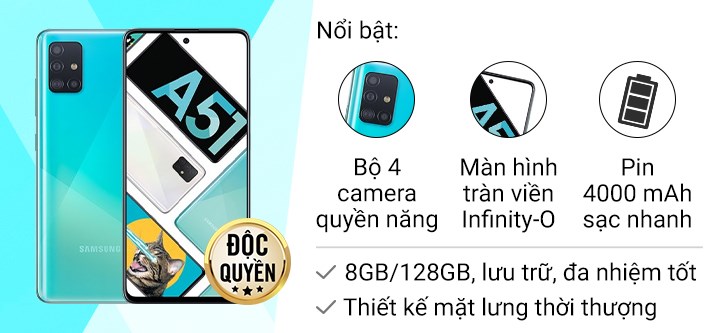 A51
SAMSUNG
ĐỘC
QUYỀN
Nổi bật:
Bộ 4
camera
quyền năng
Màn hình
tràn viền
Infinity-O
Pin
4000 mAh
sạc nhanh
8GB/128GB, lưu trữ, đa nhiệm tốt
Thiết kế mặt lưng thời thượng